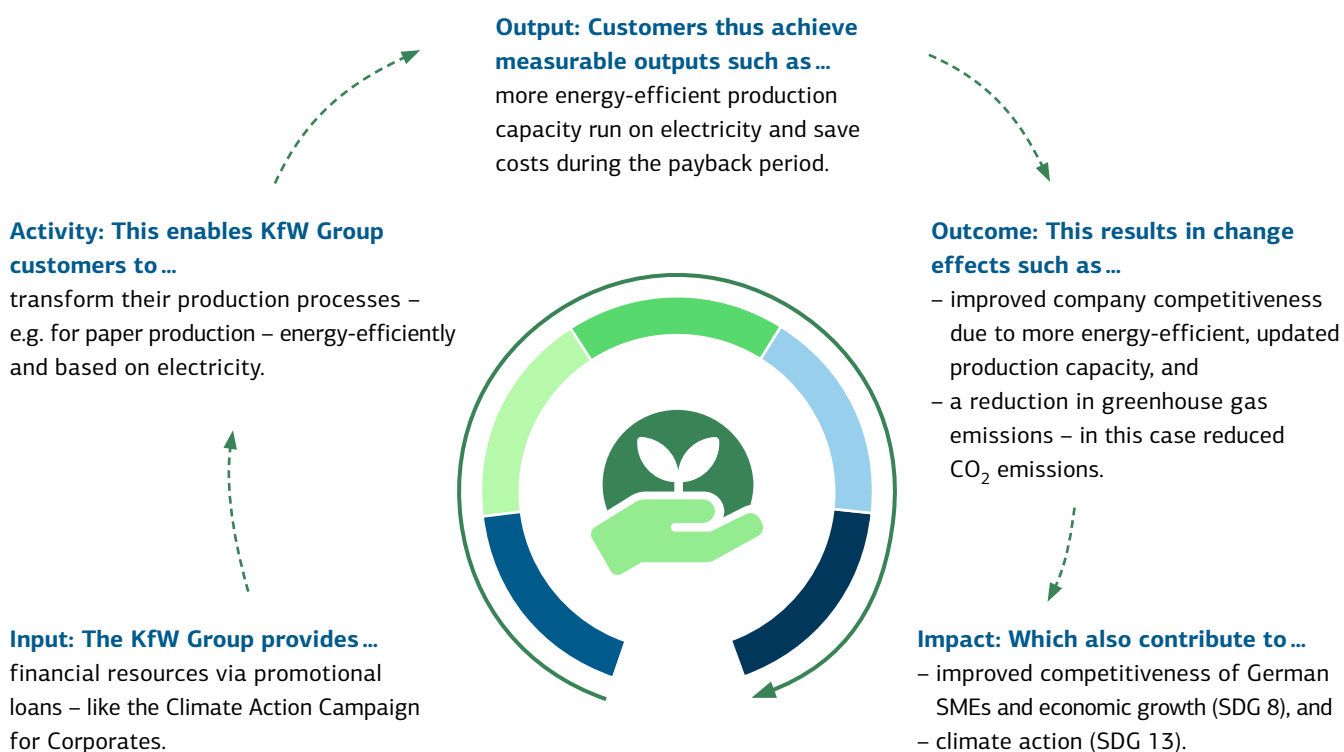 Output: Customers thus achieve
measurable outputs such as …
more energy-efficient production
capacity run on electricity and save
costs during the payback period.
Activity: This enables KfW Group
customers to …
transform their production processes –
e.g. for paper production – energy-efficiently
and based on electricity.
Outcome: This results in change
effects such as …
– improved company competitiveness
due to more energy-efficient, updated
production capacity, and
– a reduction in greenhouse gas
emissions – in this case reduced
CO₂ emissions.
Input: The KfW Group provides …
financial resources via promotional
loans – like the Climate Action Campaign
for Corporates.
Impact: Which also contribute to …
– improved competitiveness of German
SMEs and economic growth (SDG 8), and
– climate action (SDG 13).